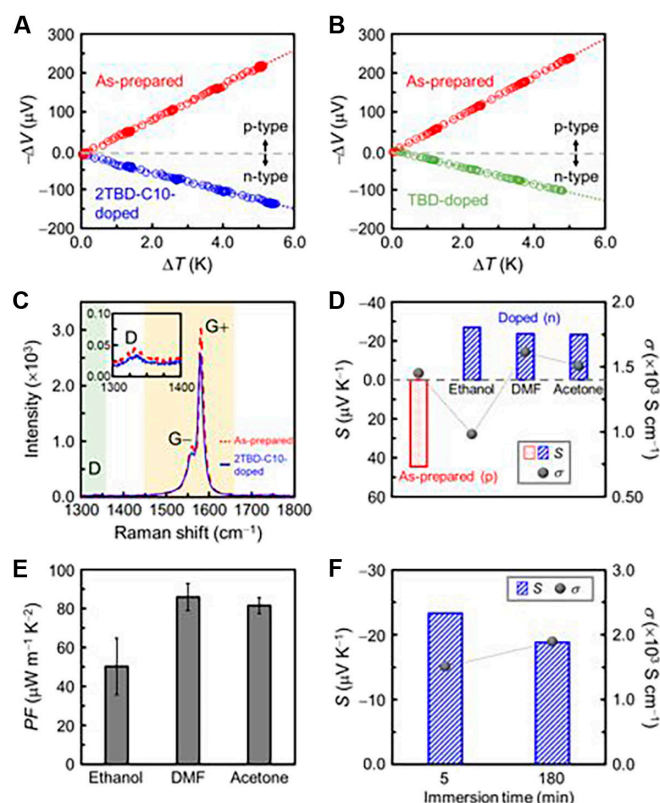 A
B
300
200
100
0
−100
−200
−ΔV (µV)
As-prepared
p-type
n-type
2TBD-C10-
doped
0.0
2.0
4.0
6.0
ΔT (K)
300
200
100
0
−100
−200
−ΔV (µV)
As-prepared
p-type
n-type
TBD-doped
0.0
2.0
4.0
6.0
ΔT (K)
C
D
3.0
2.0
1.0
0.0
Intensity (×10³)
0.10
0.05
0.00
D
1300
1400
G+
G−
As-prepared
2TBD-C10-
doped
D
1300 1400 1500 1600 1700 1800
Raman shift (cm⁻¹)
−40
−20
0.0
20
40
60
S (µV K⁻¹)
Doped (n)
Ethanol
DMF
Acetone
S
σ
As-prepared (p)
2.0
1.5
1.0
0.50
σ (×10³ S cm⁻¹)
E
F
100
80
60
40
20
0
PF (µW m⁻¹ K⁻²)
Ethanol
DMF
Acetone
−30
−20
−10
0.0
S (µV K⁻¹)
S σ
3.0
2.0
1.0
0.0
σ (×10³ S cm⁻¹)
5
180
Immersion time (min)